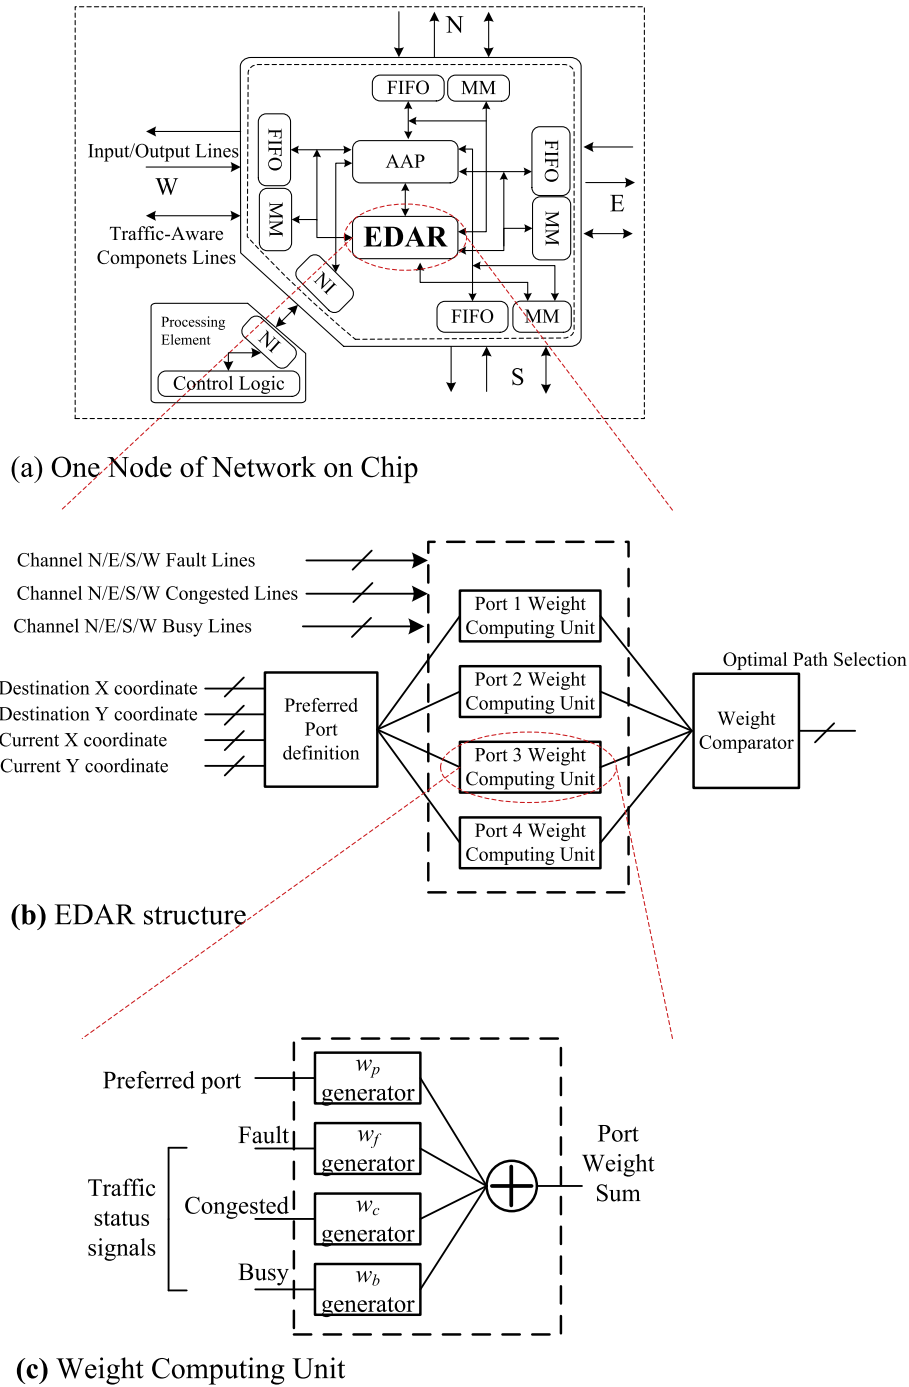 N
FIFO
MM
Input/Output Lines
FIFO
AAP
FIFO
W
E
MM
EDAR
MM
Traffic-Aware
Componets Lines
NI
FIFO
MM
Processing
Element
NI
S
Control Logic
(a) One Node of Network on Chip
Channel N/E/S/W Fault Lines
Channel N/E/S/W Congested Lines
Channel N/E/S/W Busy Lines
Port 1 Weight
Computing Unit
Optimal Path Selection
Destination X coordinate
Destination Y coordinate
Current X coordinate
Current Y coordinate
Preferred
Port
definition
Port 2 Weight
Computing Unit
Weight
Comparator
Port 3 Weight
Computing Unit
Port 4 Weight
Computing Unit
(b) EDAR structure
Preferred port
wp
generator
Fault
wf
generator
Port
Weight
Sum
Traffic
status
signals
Congested
wc
generator
Busy
wb
generator
(c) Weight Computing Unit